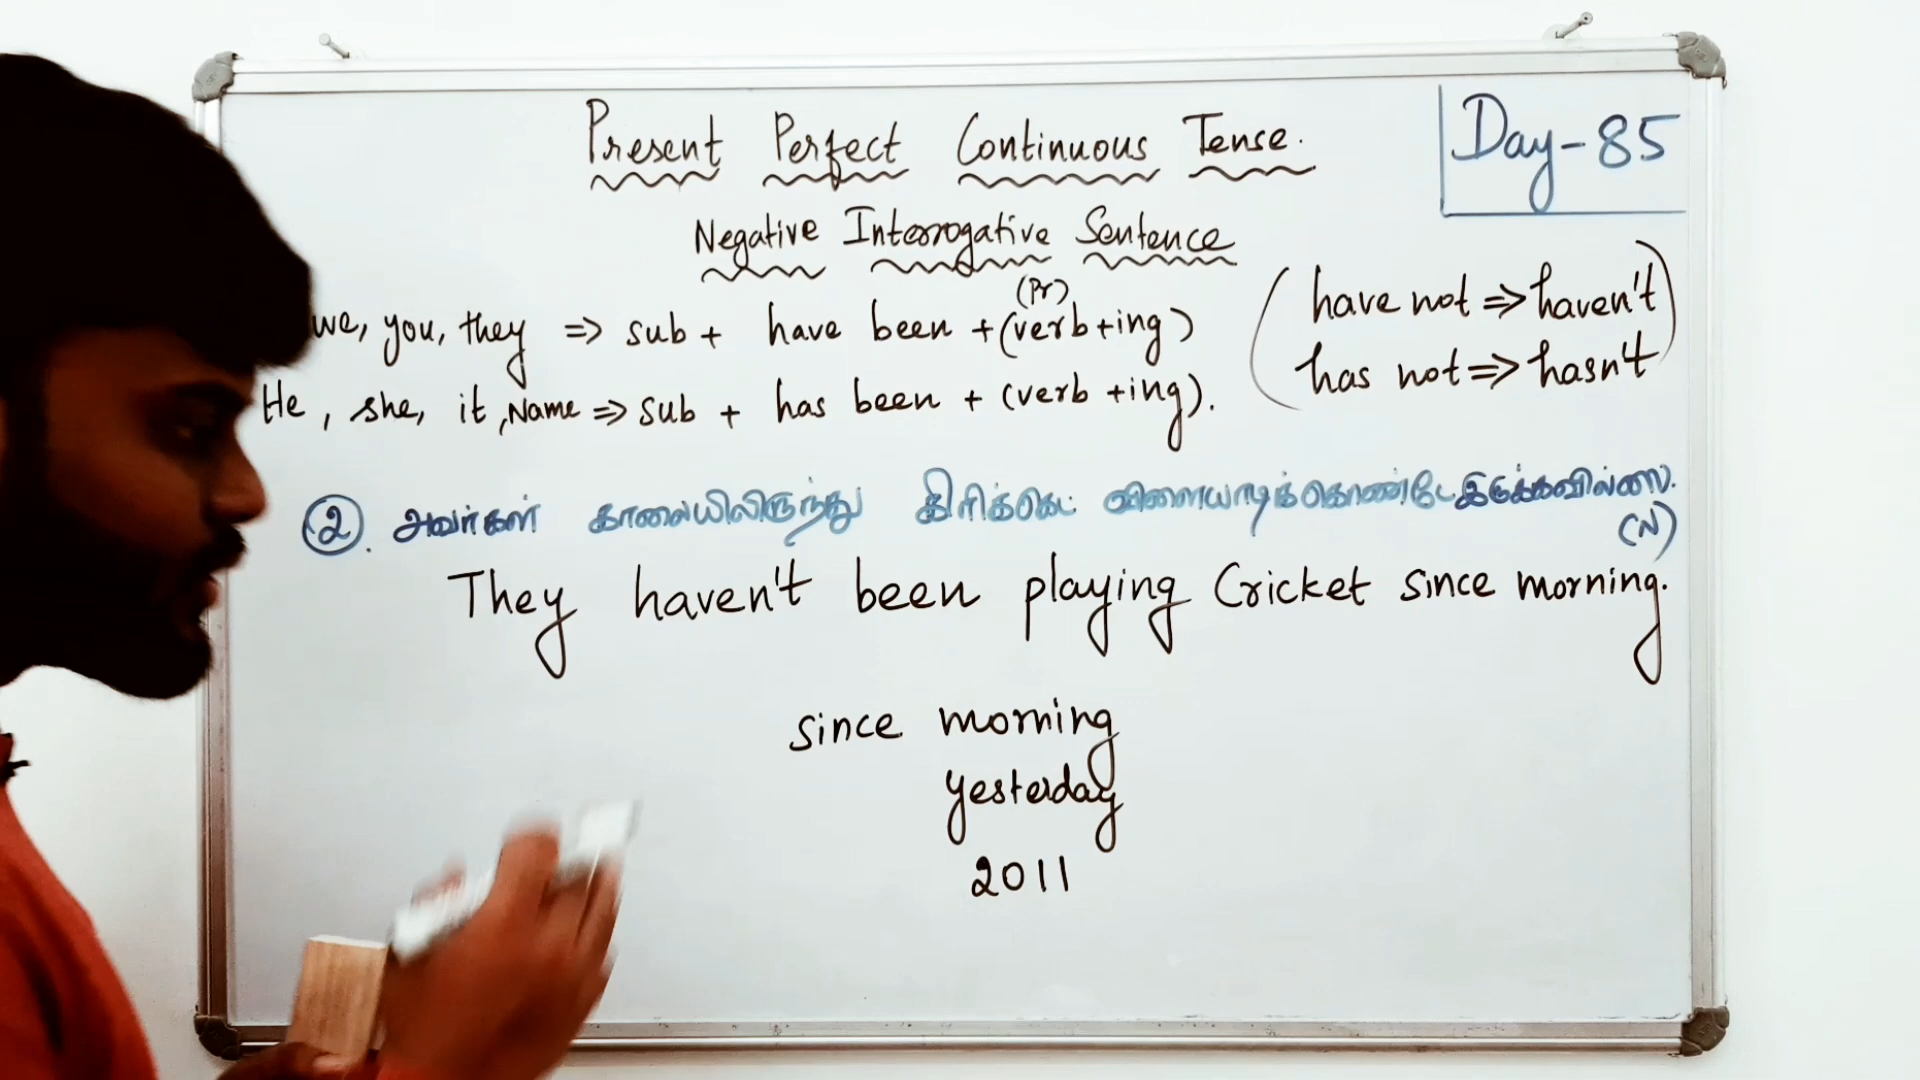 Present Perfect Continuous Tense.
Day-85
Negative Interrogative Sentence
(Pr)
we, you, they => sub + have been + (verb+ing)
He, she, it, Name => sub + has been + (verb +ing).
(have not => haven't)
has not => hasn't
2. அவர்கள் காலையிலிருந்து கிரிக்கெட் விளையாடிக்கொண்டே இருக்கவில்லை.
(N)
They haven't been playing Cricket since morning.
since morning
yesterday
2011